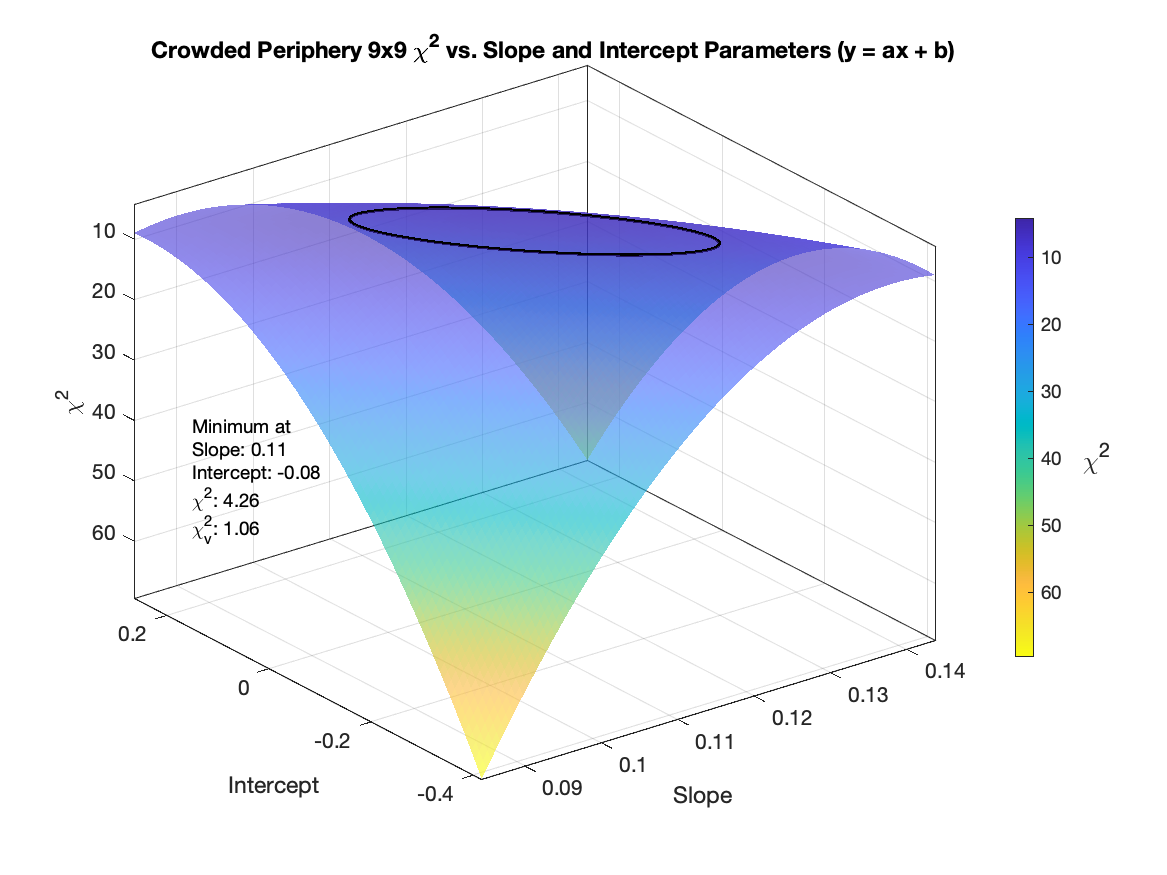 Crowded Periphery 9x9 χ² vs. Slope and Intercept Parameters (y = ax + b)
10
20
30
40
50
60
χ²
Minimum at
Slope: 0.11
Intercept: -0.08
χ²: 4.26
χ²ᵥ: 1.06
0.2
0
-0.2
-0.4
Intercept
0.09
0.1
0.11
0.12
0.13
0.14
Slope
10
20
30
40
50
60
χ²